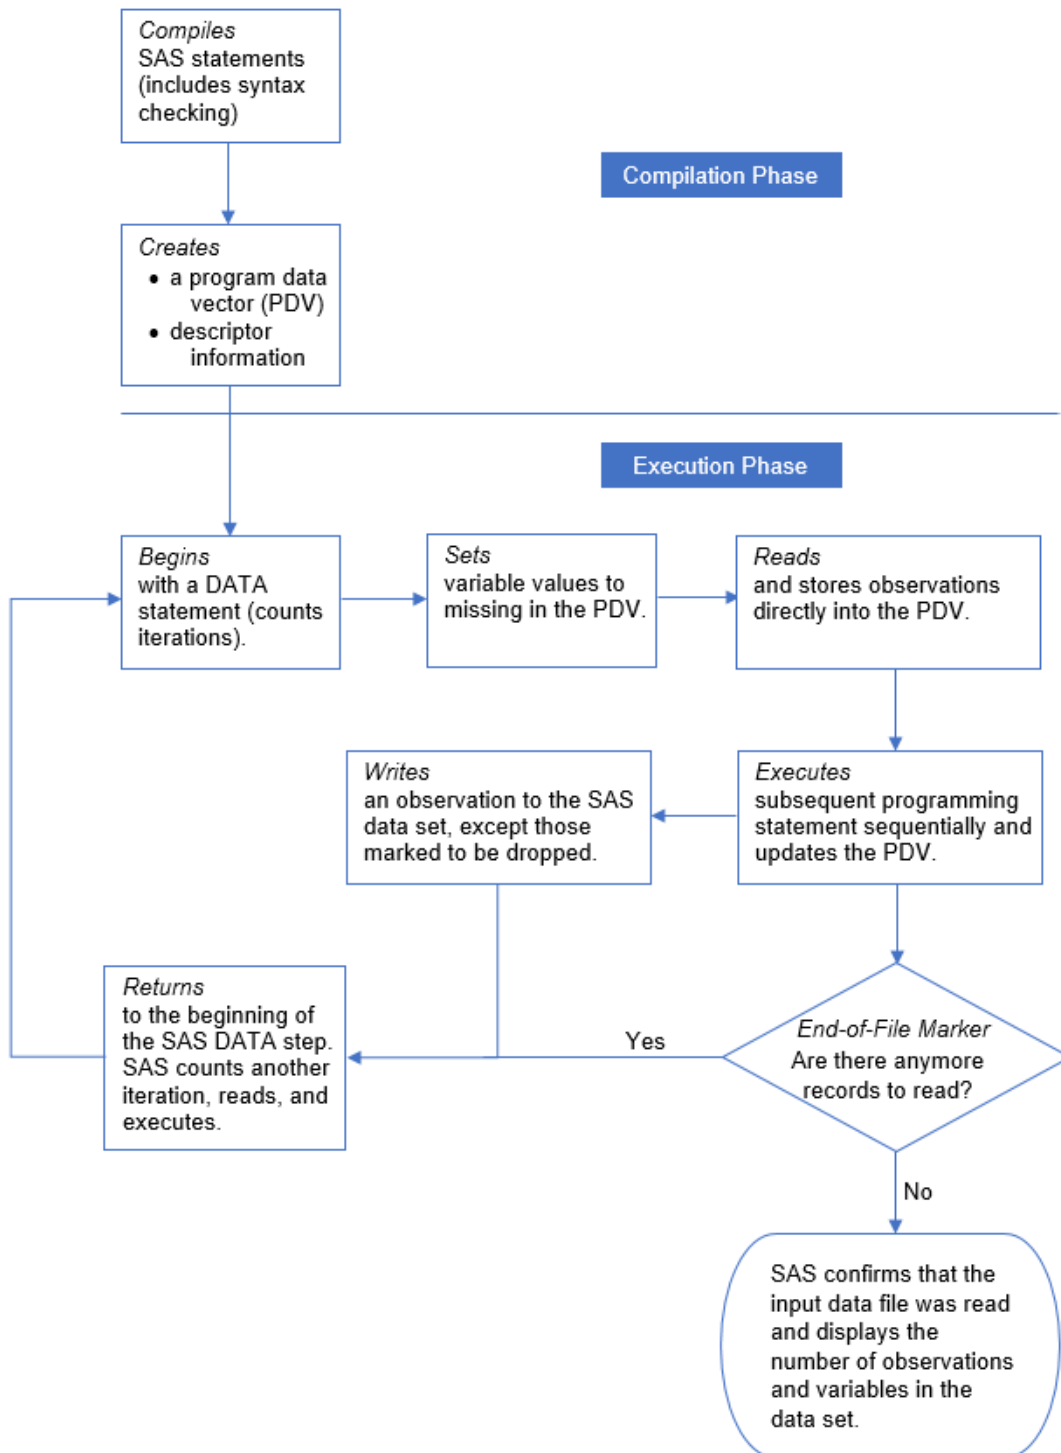 Compiles
SAS statements
(includes syntax
checking)
Compilation Phase
Creates
• a program data
vector (PDV)
• descriptor
information
Execution Phase
Begins
with a DATA
statement (counts
iterations).
Sets
variable values to
missing in the PDV.
Reads
and stores observations
directly into the PDV.
Writes
an observation to the SAS
data set, except those
marked to be dropped.
Executes
subsequent programming
statement sequentially and
updates the PDV.
Returns
to the beginning of
the SAS DATA step.
SAS counts another
iteration, reads, and
executes.
Yes
End-of-File Marker
Are there anymore
records to read?
No
SAS confirms that the
input data file was read
and displays the
number of observations
and variables in the
data set.